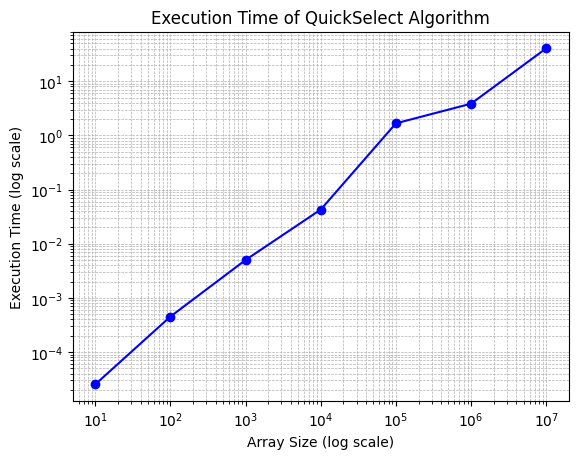 Execution Time of QuickSelect Algorithm
Execution Time (log scale)
10¹
10⁰
10⁻¹
10⁻²
10⁻³
10⁻⁴
10¹ 10² 10³ 10⁴ 10⁵ 10⁶ 10⁷
Array Size (log scale)